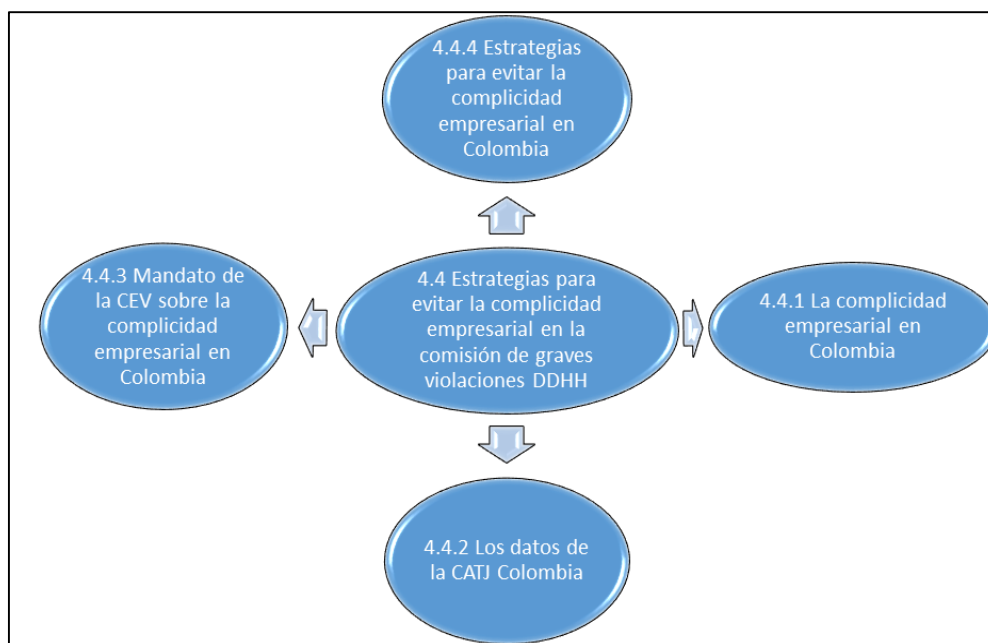 4.4.4 Estrategias
para evitar la
complicidad
empresarial en
Colombia
4.4.3 Mandato de
la CEV sobre la
complicidad
empresarial en
Colombia
4.4 Estrategias para
evitar la complicidad
empresarial en la
comisión de graves
violaciones DDHH
4.4.1 La complicidad
empresarial en
Colombia
4.4.2 Los datos de
la CATJ Colombia